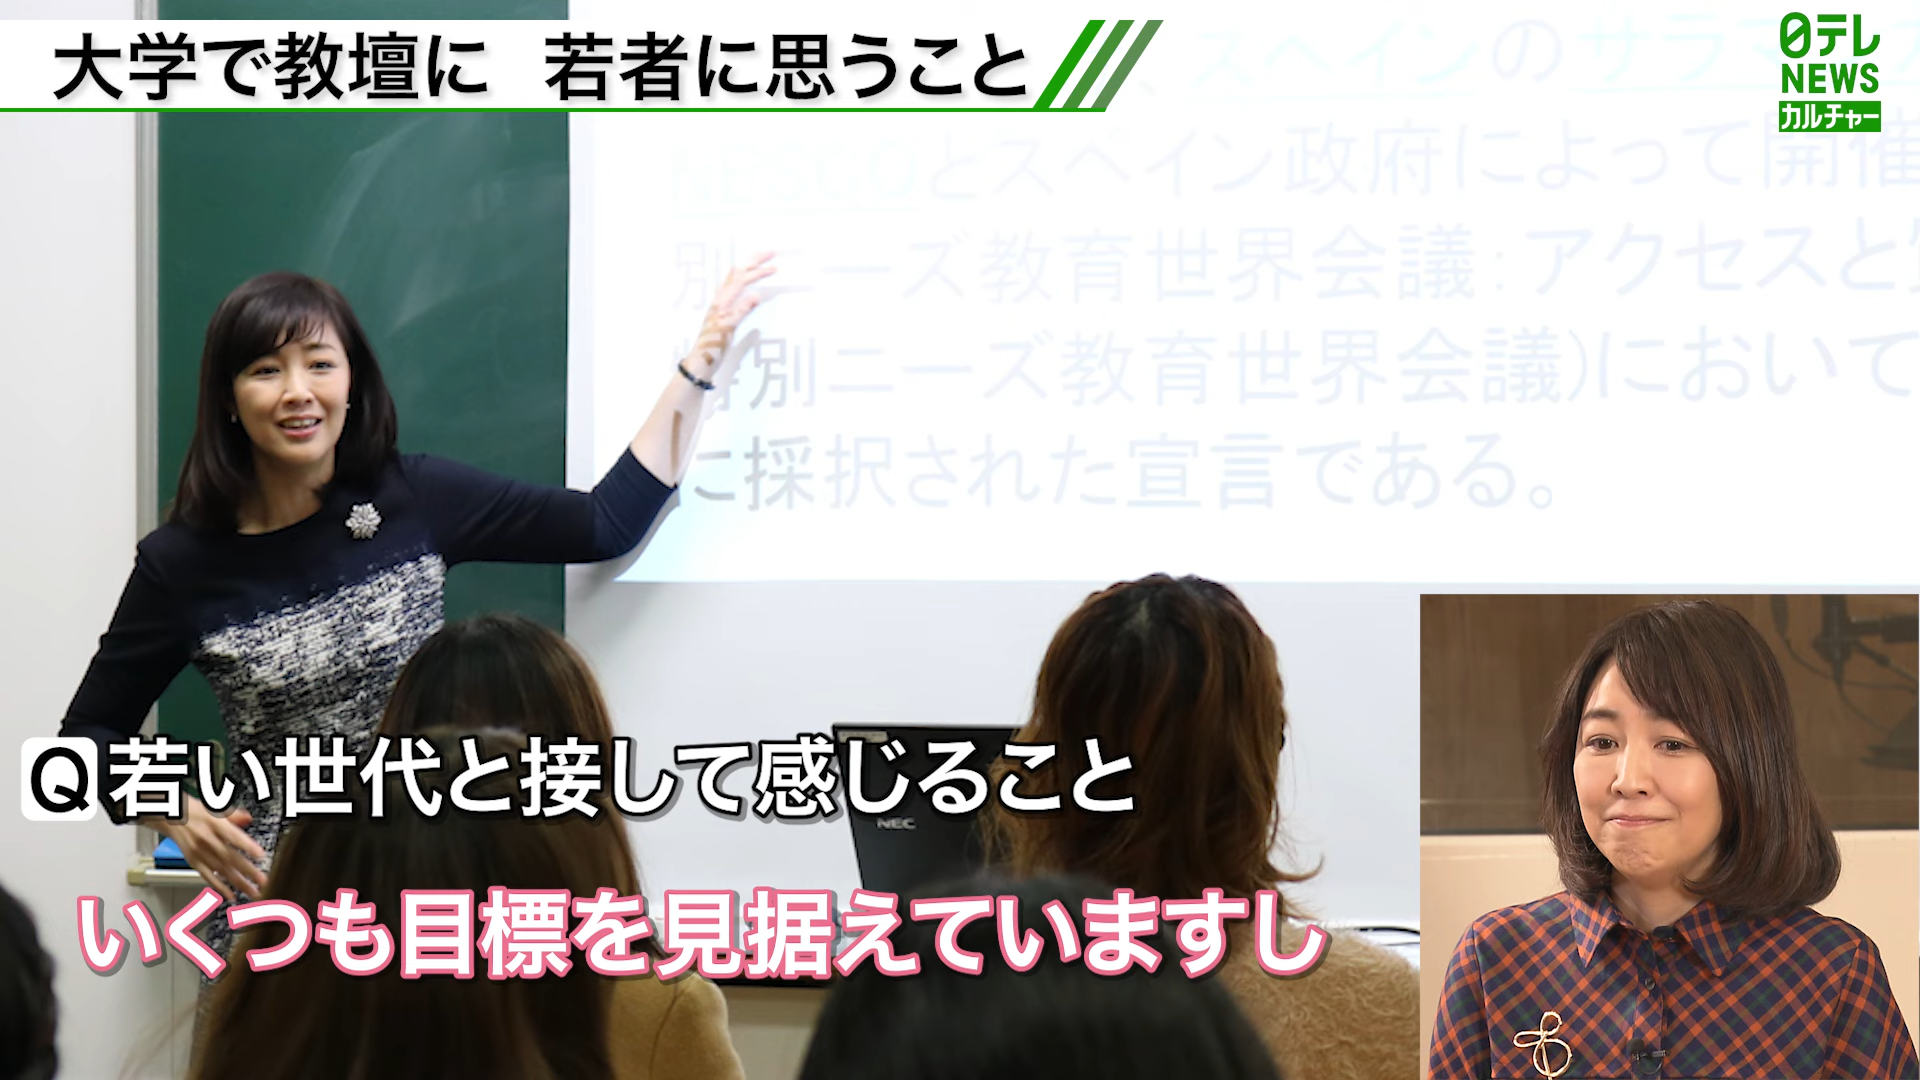 大学で教壇に 若者に思うこと
日テレ
NEWS
カルチャー
、スペインのサラマ
とスペイン政府によって開催
別ニーズ教育世界会議：アクセスと
特別ニーズ教育世界会議)において
に採択された宣言である。
Q若い世代と接して感じること
NEC
いくつも目標を見据えていますし